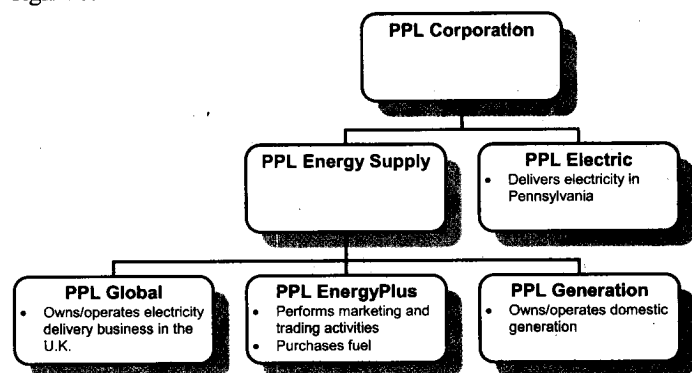 PPL Corporation
PPL Energy Supply
PPL Electric
• Delivers electricity in
Pennsylvania
PPL Global
• Owns/operates electricity
delivery business in the
U.K.
PPL EnergyPlus
• Performs marketing and
trading activities
• Purchases fuel
PPL Generation
• Owns/operates domestic
generation